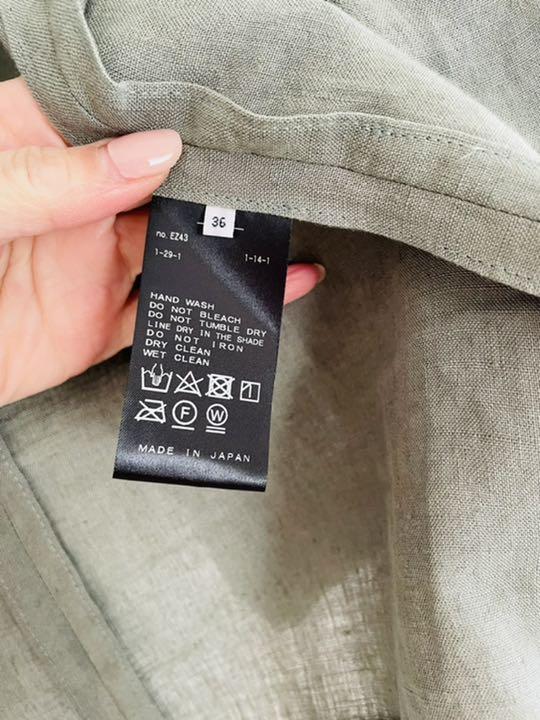 36
no. EZ43
1-29-1 1-14-1
HAND WASH
DO NOT BLEACH
DO NOT TUMBLE DRY
LINE DRY IN THE SHADE
DO NOT IRON
DRY CLEAN
WET CLEAN
F W
MADE IN JAPAN